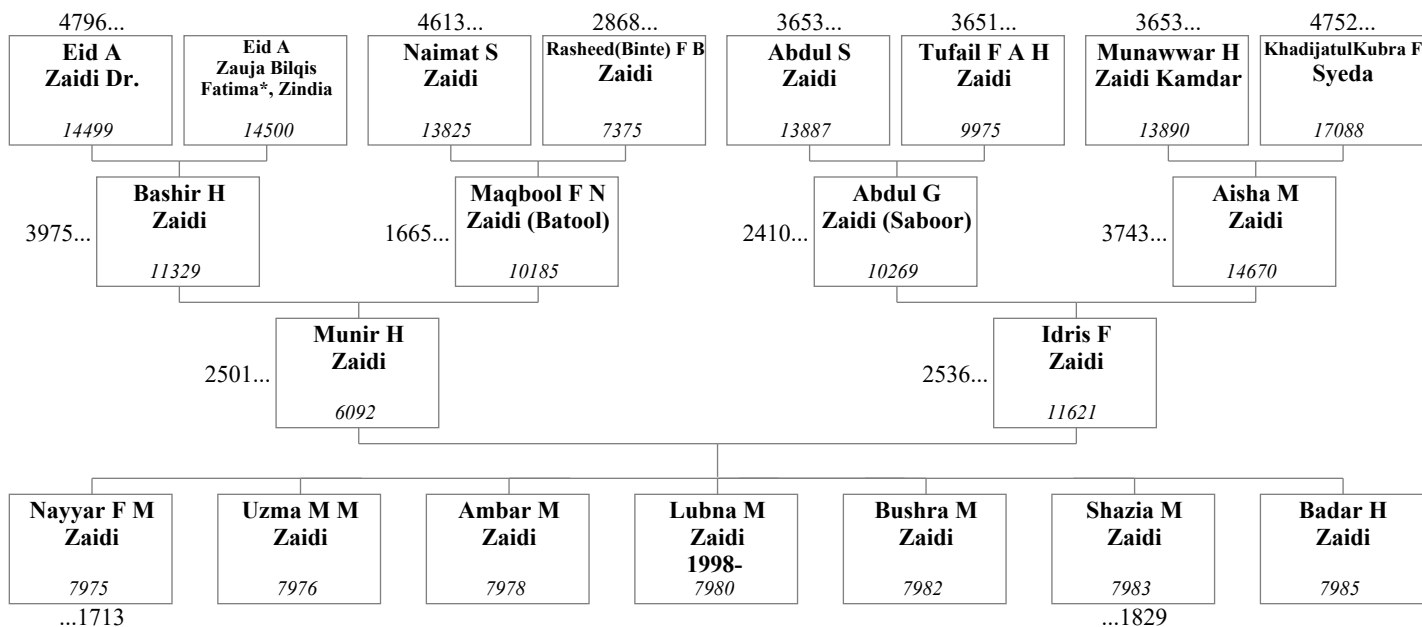 4796...
4613...
2868...
3653...
3651...
3653...
4752...
Eid A
Zaidi Dr.
14499
Eid A
Zauja Bilqis
Fatima*, Zindia
14500
Naimat S
Zaidi
13825
Rasheed(Binte) F B
Zaidi
7375
Abdul S
Zaidi
13887
Tufail F A H
Zaidi
9975
Munawwar H
Zaidi Kamdar
13890
KhadijatulKubra F
Syeda
17088
3975...
Bashir H
Zaidi
11329
1665...
Maqbool F N
Zaidi (Batool)
10185
2410...
Abdul G
Zaidi (Saboor)
10269
3743...
Aisha M
Zaidi
14670
2501...
Munir H
Zaidi
6092
2536...
Idris F
Zaidi
11621
Nayyar F M
Zaidi
7975
...1713
Uzma M M
Zaidi
7976
Ambar M
Zaidi
7978
Lubna M
Zaidi
1998-
7980
Bushra M
Zaidi
7982
Shazia M
Zaidi
7983
...1829
Badar H
Zaidi
7985